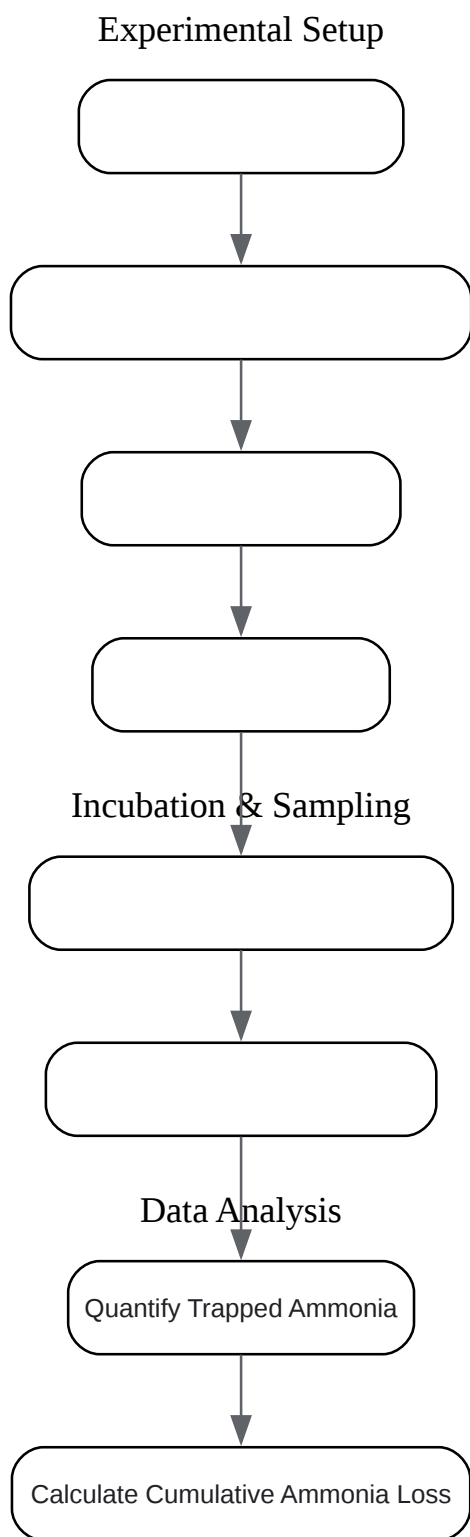 Experimental Setup
Incubation & Sampling
Data Analysis
Quantify Trapped Ammonia
Calculate Cumulative Ammonia Loss